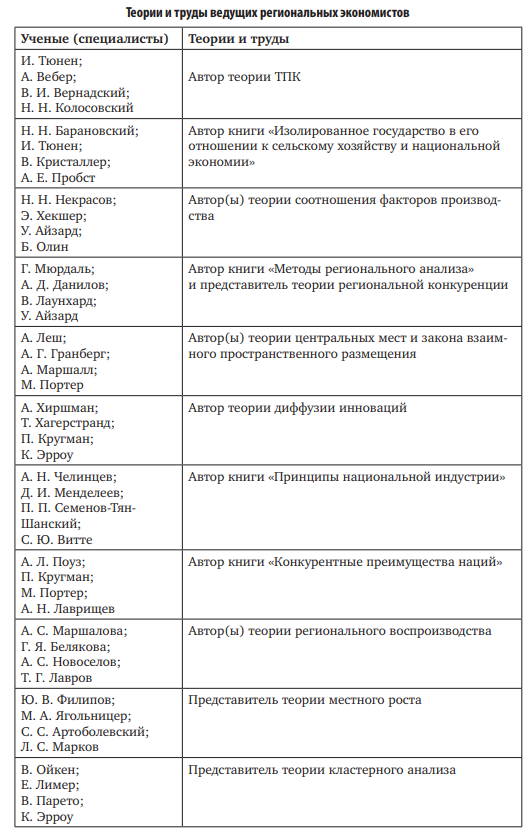 Теории и труды ведущих региональных экономистов
Ученые (специалисты) Теории и труды
И. Тюнен;
А. Вебер;
В. И. Вернадский;
Н. Н. Колосовский
Автор теории ТПК
Н. Н. Барановский;
И. Тюнен;
В. Кристаллер;
А. Е. Пробст
Автор книги «Изолированное государство в его
отношении к сельскому хозяйству и национальной
экономии»
Н. Н. Некрасов;
Э. Хекшер;
У. Айзард;
Б. Олин
Автор(ы) теории соотношения факторов производ-
ства
Г. Мюрдаль;
А. Д. Данилов;
В. Лаунхард;
У. Айзард
Автор книги «Методы регионального анализа»
и представитель теории региональной конкуренции
А. Леш;
А. Г. Гранберг;
А. Маршалл;
М. Портер
Автор(ы) теории центральных мест и закона взаим-
ного пространственного размещения
А. Хиршман;
Т. Хагерстранд;
П. Кругман;
К. Эрроу
Автор теории диффузии инноваций
А. Н. Челинцев;
Д. И. Менделеев;
П. П. Семенов-Тян-
Шанский;
С. Ю. Витте
Автор книги «Принципы национальной индустрии»
А. Л. Поуз;
П. Кругман;
М. Портер;
А. Н. Лаврищев
Автор книги «Конкурентные преимущества наций»
А. С. Маршалова;
Г. Я. Белякова;
А. С. Новоселов;
Т. Г. Лавров
Автор(ы) теории регионального воспроизводства
Ю. В. Филипов;
М. А. Ягольницер;
С. С. Артоболевский;
Л. С. Марков
Представитель теории местного роста
В. Ойкен;
Е. Лимер;
В. Парето;
К. Эрроу
Представитель теории кластерного анализа